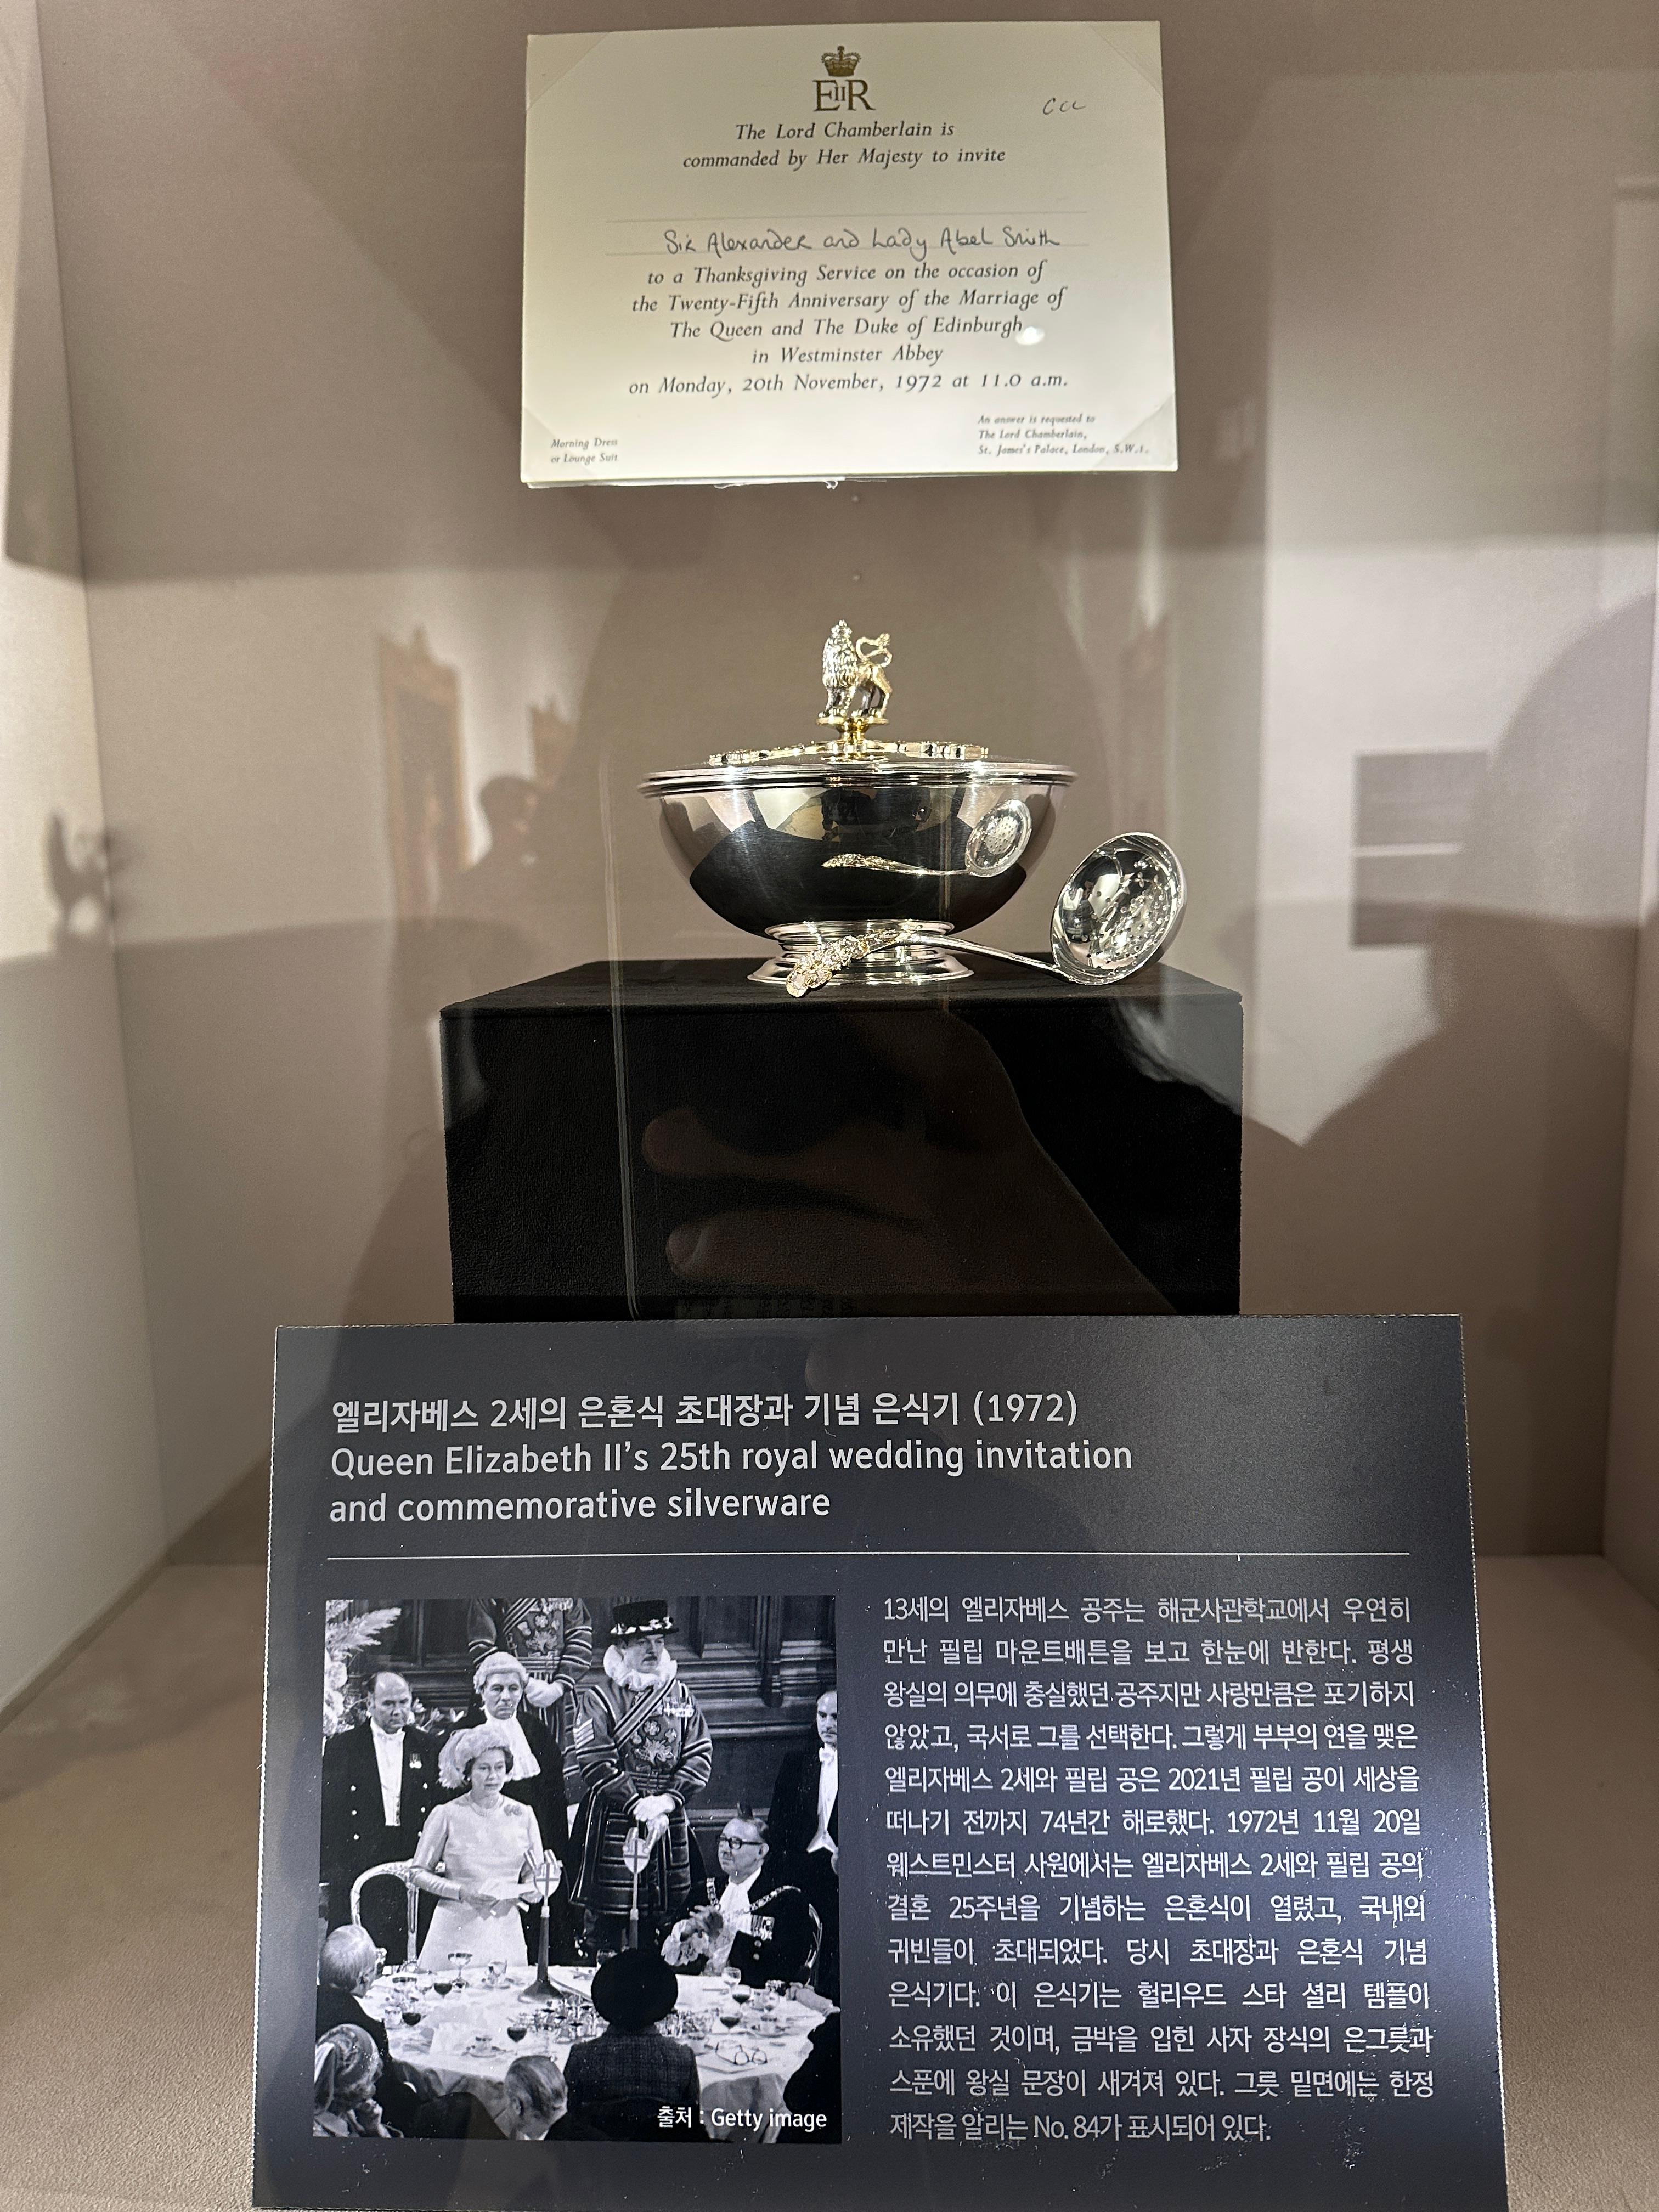 EIIR
The Lord Chamberlain is
commanded by Her Majesty to invite
Sir Alexander and Lady Abel Smith
to a Thanksgiving Service on the occasion of
the Twenty-Fifth Anniversary of the Marriage of
The Queen and The Duke of Edinburgh
in Westminster Abbey
on Monday, 20th November, 1972 at 11.0 a.m.
Morning Dress
or Lounge Suit
An answer is requested to
The Lord Chamberlain,
St. James's Palace, London, S.W.1.
엘리자베스 2세의 은혼식 초대장과 기념 은식기 (1972)
Queen Elizabeth II's 25th royal wedding invitation
and commemorative silverware
13세의 엘리자베스 공주는 해군사관학교에서 우연히
만난 필립 마운트배튼을 보고 한눈에 반한다. 평생
왕실의 의무에 충실했던 공주지만 사랑만큼은 포기하지
않았고, 국서로 그를 선택한다. 그렇게 부부의 연을 맺은
엘리자베스 2세와 필립 공은 2021년 필립 공이 세상을
떠나기 전까지 74년간 해로했다. 1972년 11월 20일
웨스트민스터 사원에서는 엘리자베스 2세와 필립 공의
결혼 25주년을 기념하는 은혼식이 열렸고, 국내외
귀빈들이 초대되었다. 당시 초대장과 은혼식 기념
은식기다. 이 은식기는 헐리우드 스타 셜리 템플이
소유했던 것이며, 금박을 입힌 사자 장식의 은그릇과
스푼에 왕실 문장이 새겨져 있다. 그릇 밑면에는 한정
제작을 알리는 No. 84가 표시되어 있다.
출처 : Getty image